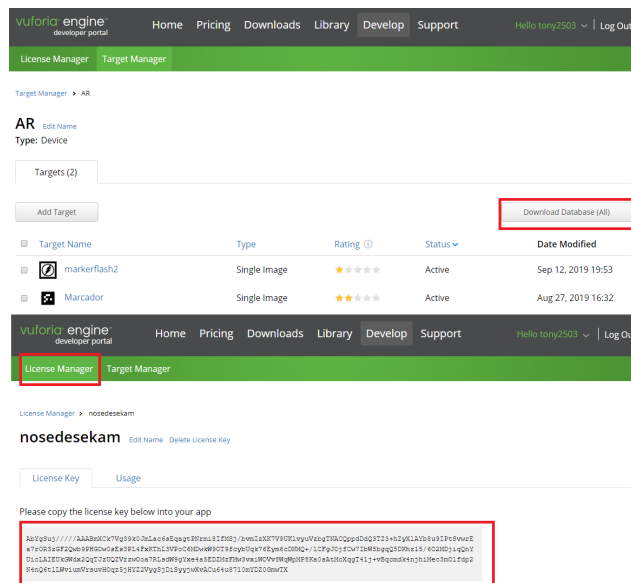 vuforia engine™
developer portal
Home Pricing Downloads Library Develop Support
Hello tony2503
Log Out
License Manager Target Manager
Target Manager > AR
AR Edit Name
Type: Device
Targets (2)
Add Target
Download Database (All)
Target Name Type Rating Status Date Modified
markerflash2 Single Image Active Sep 12, 2019 19:53
Marcador Single Image Active Aug 27, 2019 16:32
vuforia engine™
developer portal
Home Pricing Downloads Library Develop Support
Hello tony2503
Log Ou
License Manager Target Manager
License Manager > nosedesekam
nosedesekam Edit Name Delete License Key
License Key Usage
Please copy the license key below into your app